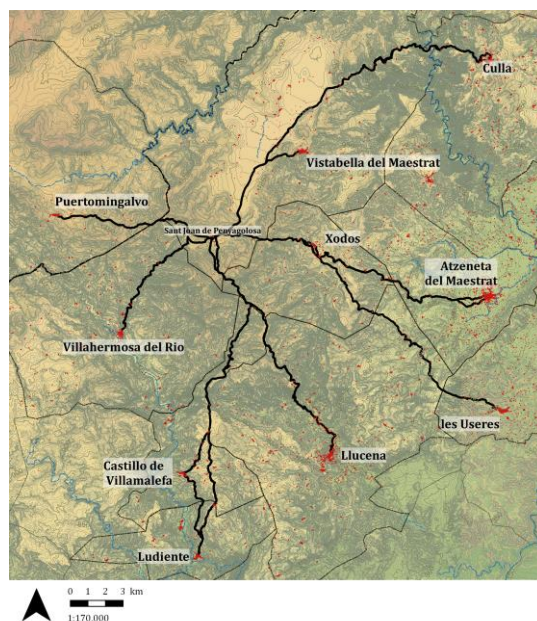 Culla
Vistabella del Maestrat
Puertomingalvo
Sant Joan de Penyagolosa
Xodos
Atzeneta
del Maestrat
Villahermosa del Rio
les Useres
Llucena
Castillo de
Villamalefa
Ludiente
0 1 2 3 km
1:170.000